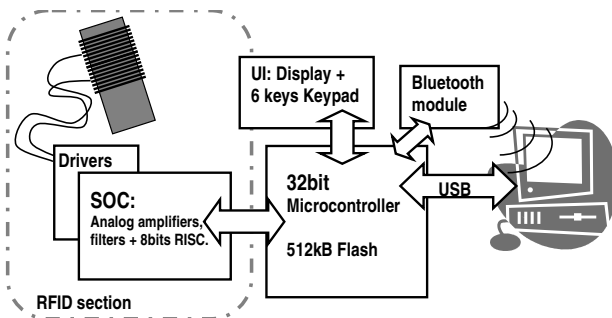 UI: Display +
6 keys Keypad
Bluetooth
module
Drivers
SOC:
Analog amplifiers,
filters + 8bits RISC.
32bit
Microcontroller
512kB Flash
USB
RFID section